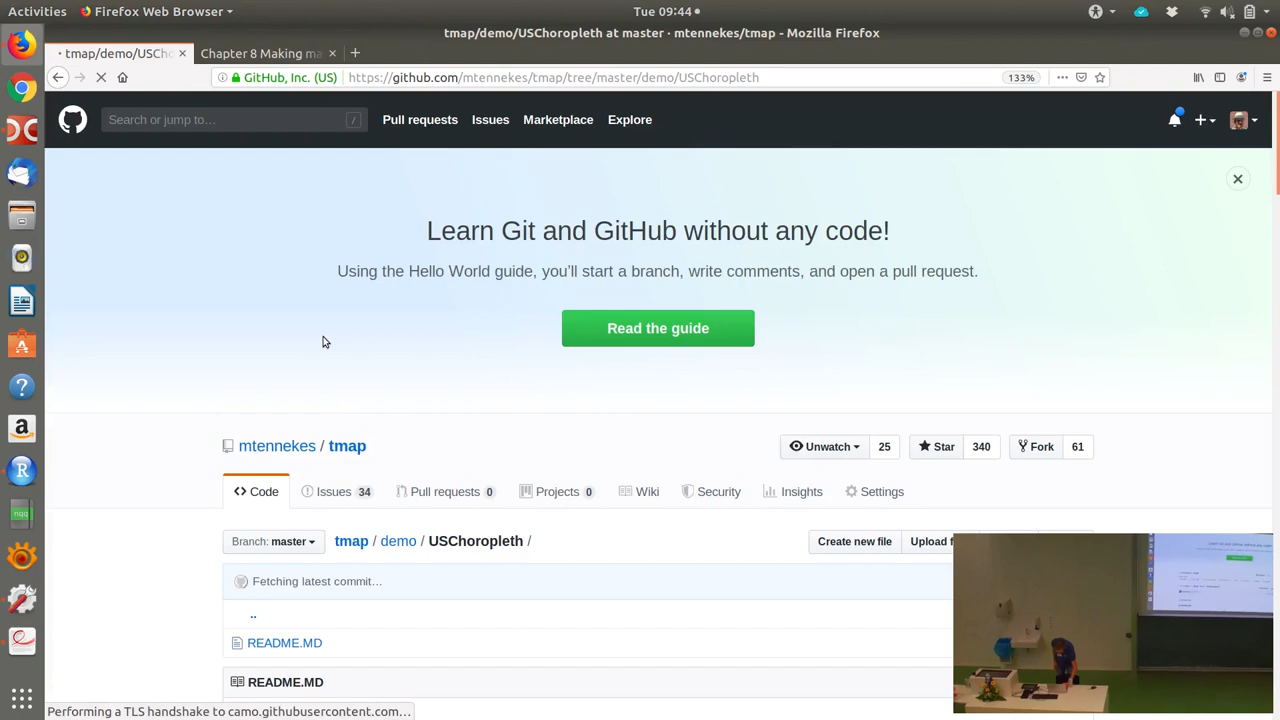 Activities Firefox Web Browser Tue 09:44
tmap/demo/USChoropleth at master · mtennekes/tmap - Mozilla Firefox
tmap/demo/USCho Chapter 8 Making ma
GitHub, Inc. (US) https://github.com/mtennekes/tmap/tree/master/demo/USChoropleth 133%
Search or jump to… / Pull requests Issues Marketplace Explore
Learn Git and GitHub without any code!
Using the Hello World guide, you’ll start a branch, write comments, and open a pull request.
Read the guide
mtennekes / tmap Unwatch 25 Star 340 Fork 61
Code Issues 34 Pull requests 0 Projects 0 Wiki Security Insights Settings
Branch: master tmap / demo / USChoropleth / Create new file Upload f
Fetching latest commit…
..
README.MD
README.MD
Performing a TLS handshake to camo.githubusercontent.com…